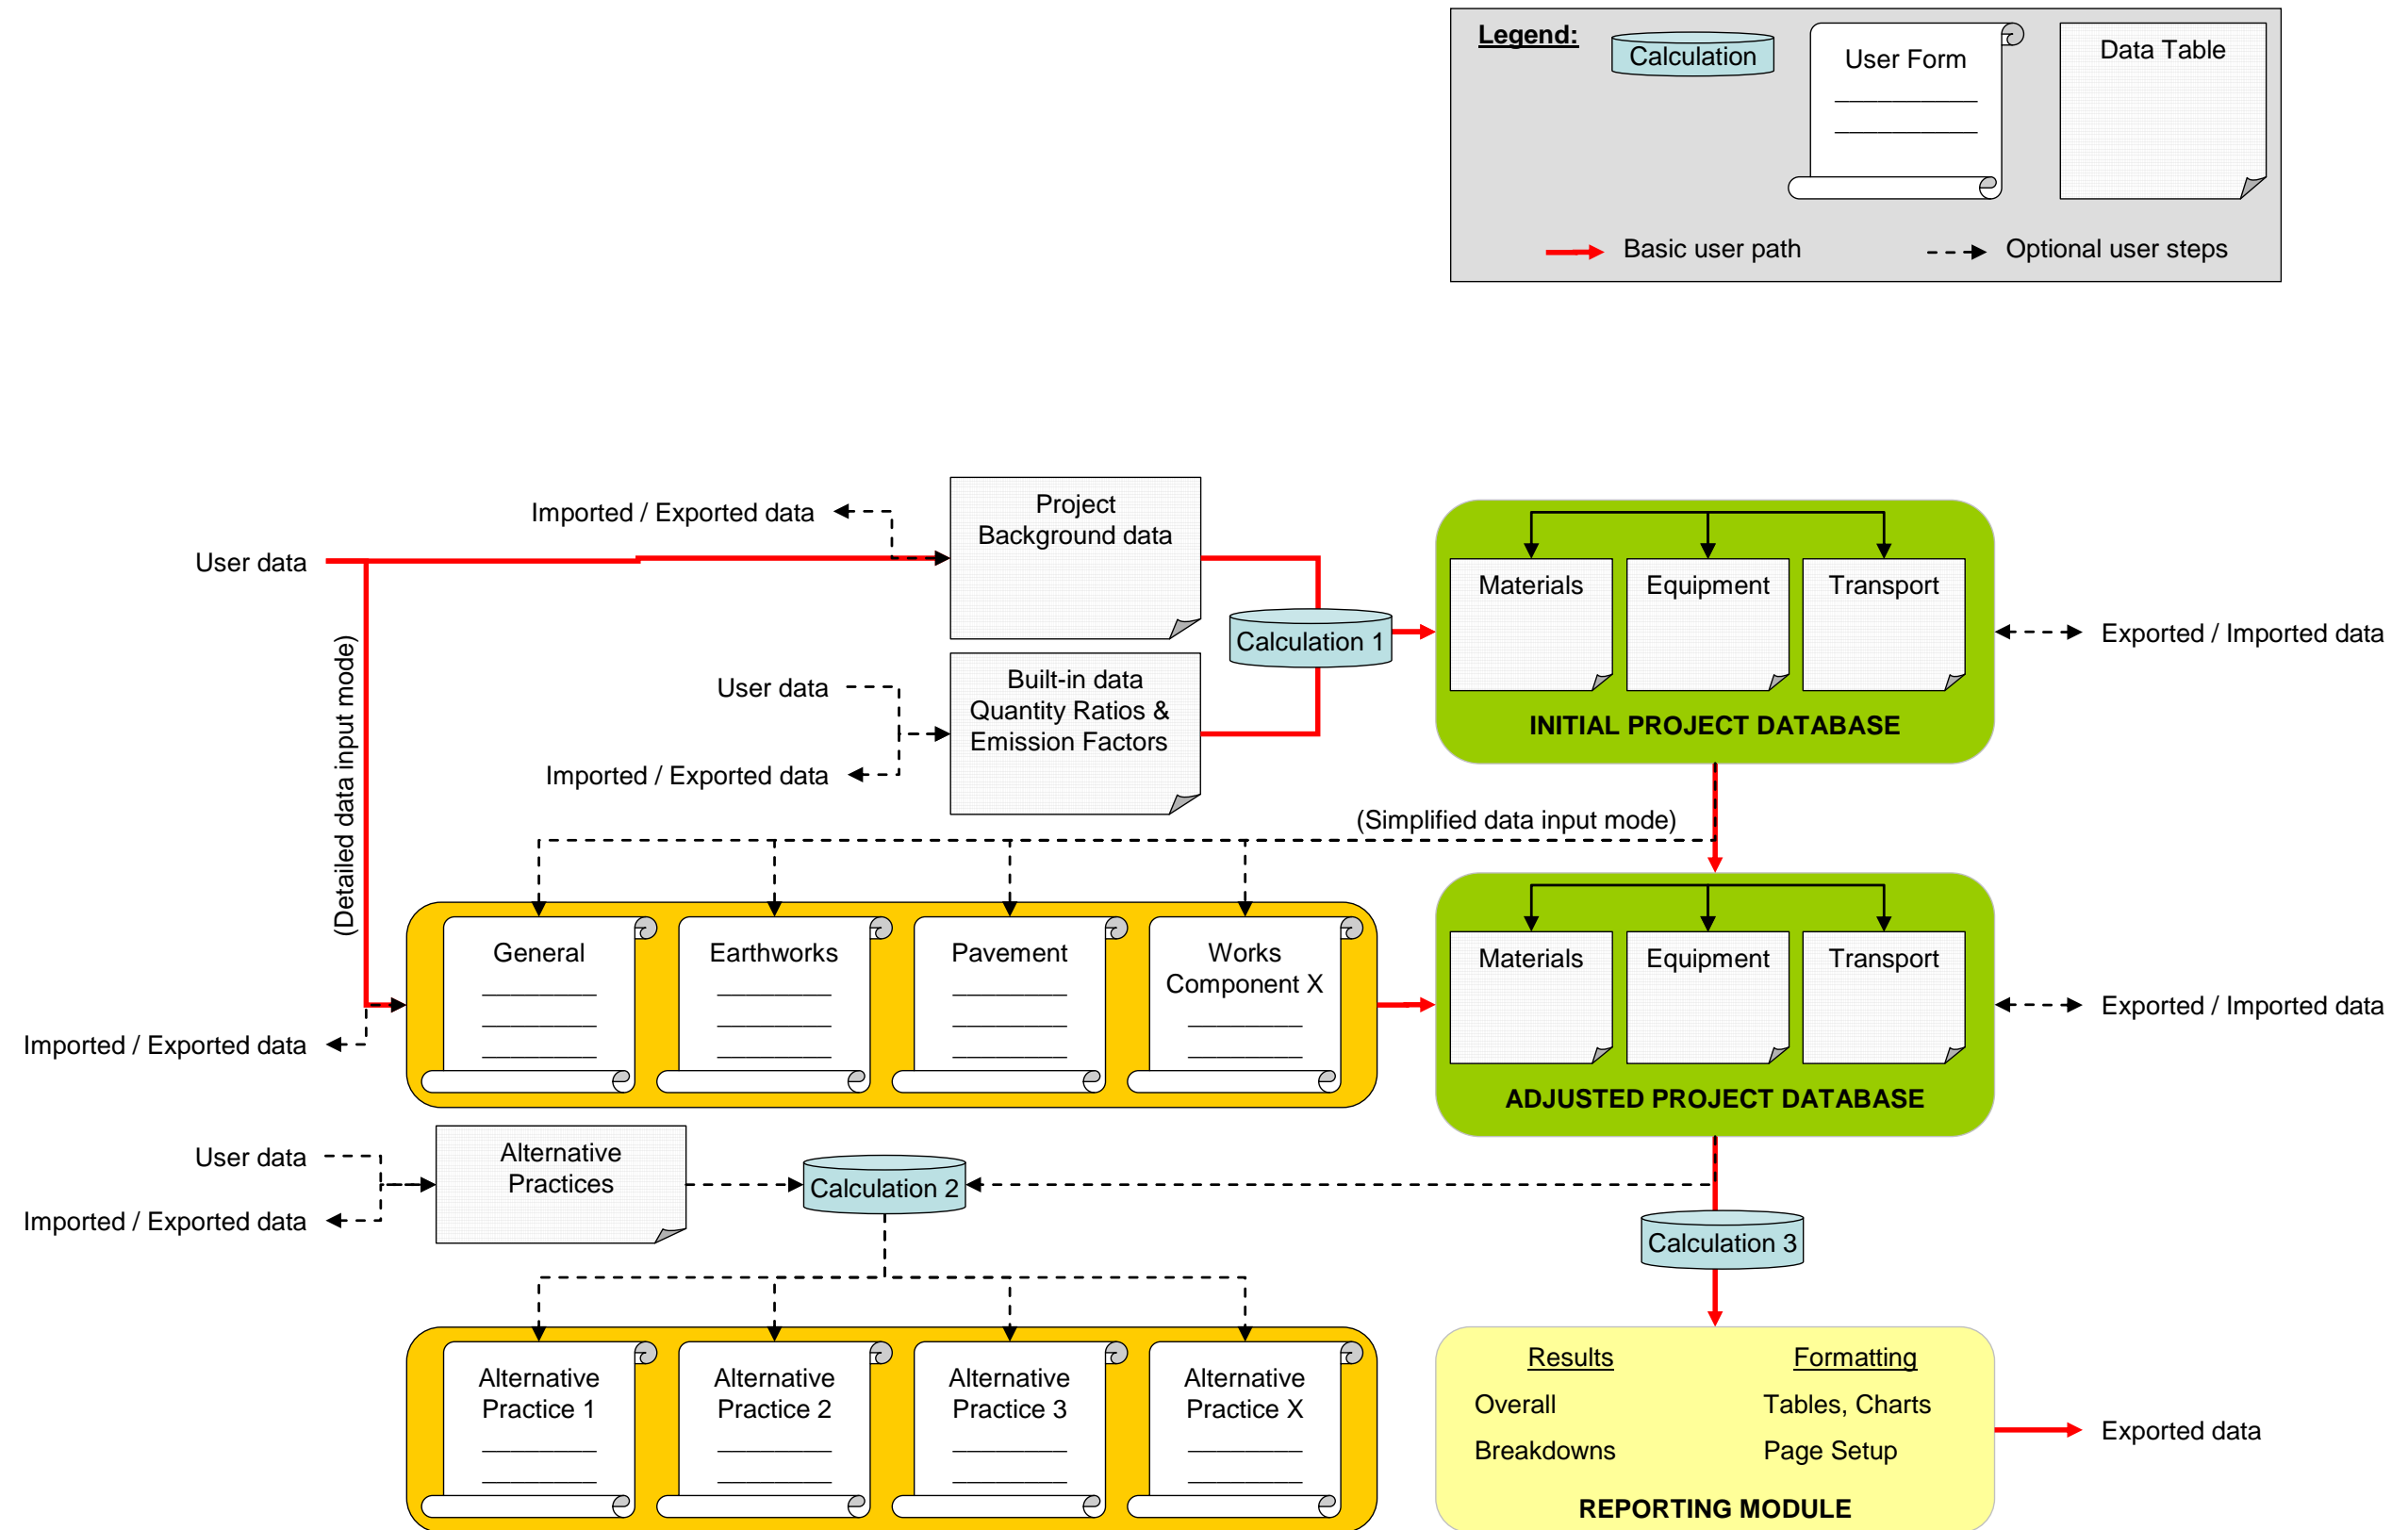 Legend:
Calculation
User Form
Data Table
Basic user path
Optional user steps
Imported / Exported data
User data
Project
Background data
(Detailed data input mode)
Calculation 1
User data
Imported / Exported data
Built-in data
Quantity Ratios &
Emission Factors
Materials
Equipment
Transport
INITIAL PROJECT DATABASE
Exported / Imported data
(Simplified data input mode)
General
Earthworks
Pavement
Works
Component X
Imported / Exported data
Materials
Equipment
Transport
ADJUSTED PROJECT DATABASE
Exported / Imported data
User data
Imported / Exported data
Alternative
Practices
Calculation 2
Calculation 3
Alternative
Practice 1
Alternative
Practice 2
Alternative
Practice 3
Alternative
Practice X
Results
Formatting
Overall
Tables, Charts
Breakdowns
Page Setup
REPORTING MODULE
Exported data